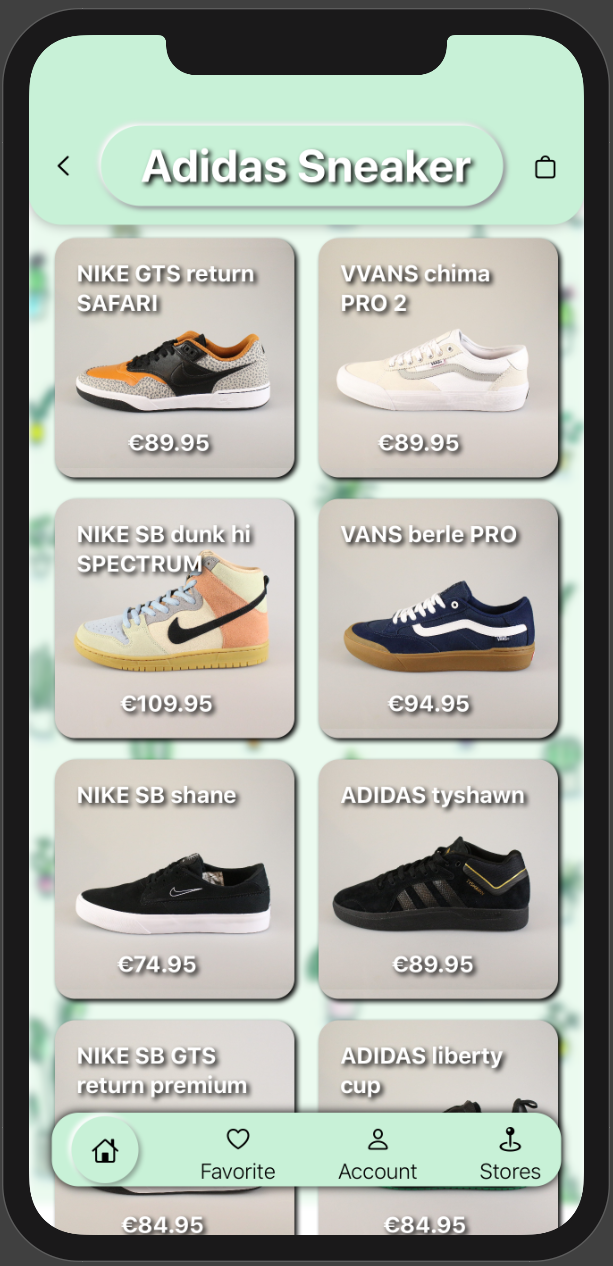 Adidas Sneaker
NIKE GTS return
SAFARI
€89.95
VVANS chima
PRO 2
€89.95
NIKE SB dunk hi
SPECTRUM
€109.95
VANS berle PRO
€94.95
NIKE SB shane
€74.95
ADIDAS tyshawn
€89.95
NIKE SB GTS
return premium
€84.95
ADIDAS liberty
cup
€84.95
Favorite
Account
Stores